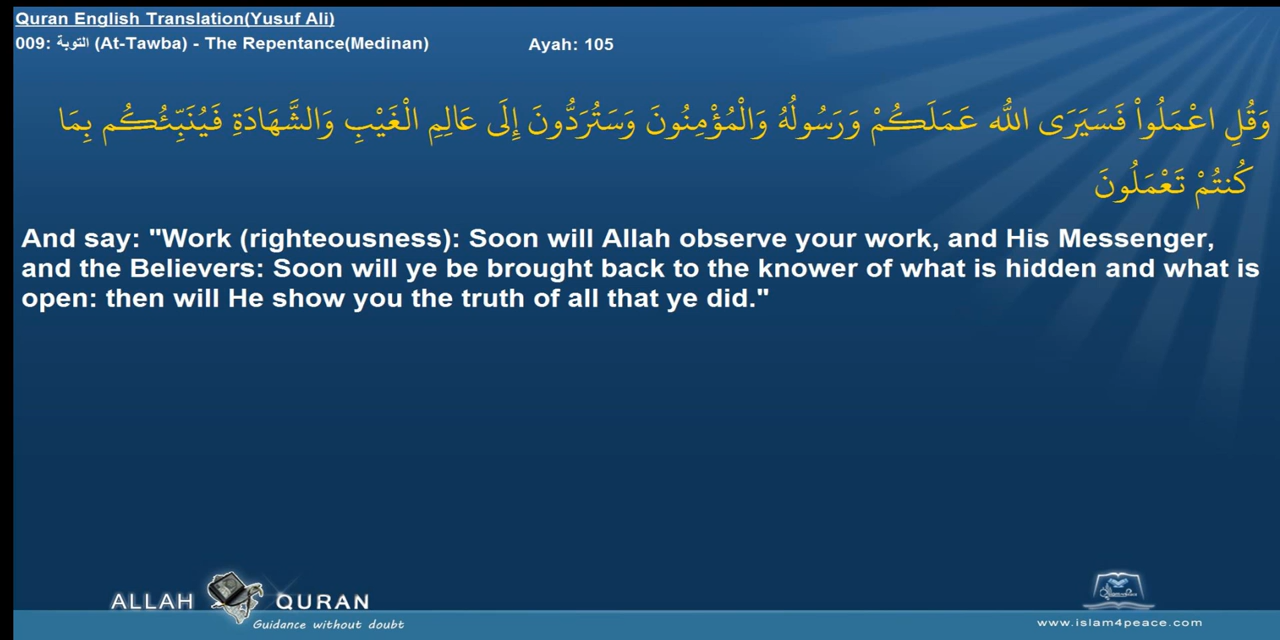 Quran English Translation(Yusuf Ali)
009: التوبة (At-Tawba) - The Repentance(Medinan) Ayah: 105
وَقُلِ اعْمَلُواْ فَسَيَرَى اللّٰه عَمَلَكُمْ وَرَسُولُهُ وَالْمُؤْمِنُونَ وَسَتُرَدُّونَ إِلَى عَالِمِ الْغَيْبِ وَالشَّهَادَةِ فَيُنَبِّئُكُم بِمَا
كُنتُمْ تَعْمَلُونَ
And say: "Work (righteousness): Soon will Allah observe your work, and His Messenger,
and the Believers: Soon will ye be brought back to the knower of what is hidden and what is
open: then will He show you the truth of all that ye did."
ALLAH QURAN
Guidance without doubt
www.islam4peace.com